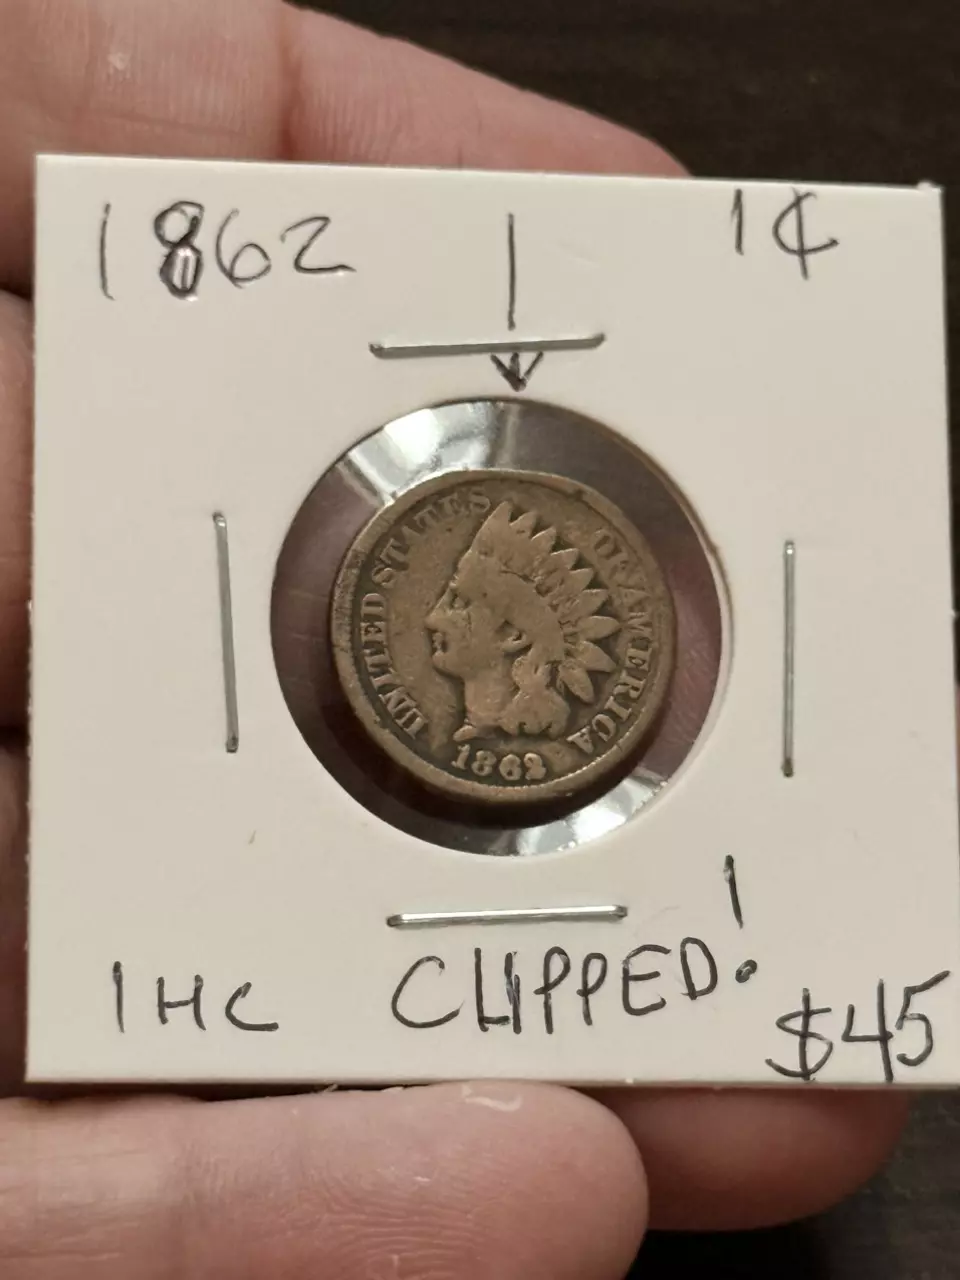 1862 1¢
UNITED STATES OF AMERICA
1862
IHC CLIPPED! $45